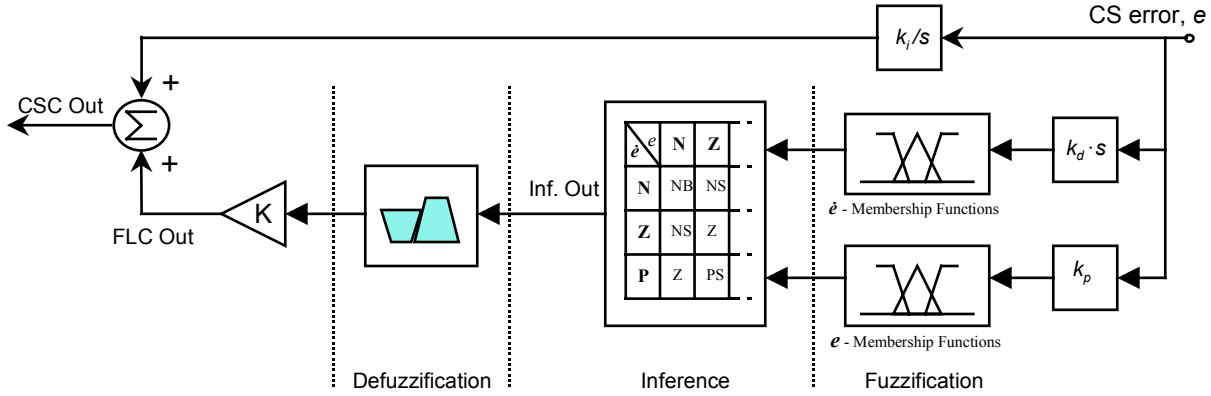 CS error, e
k_i/s
+
CSC Out
Σ
+
Inf. Out
ė e N Z
N NB NS
Z NS Z
P Z PS
k_d · s
ė - Membership Functions
K
FLC Out
k_p
e - Membership Functions
Defuzzification Inference Fuzzification